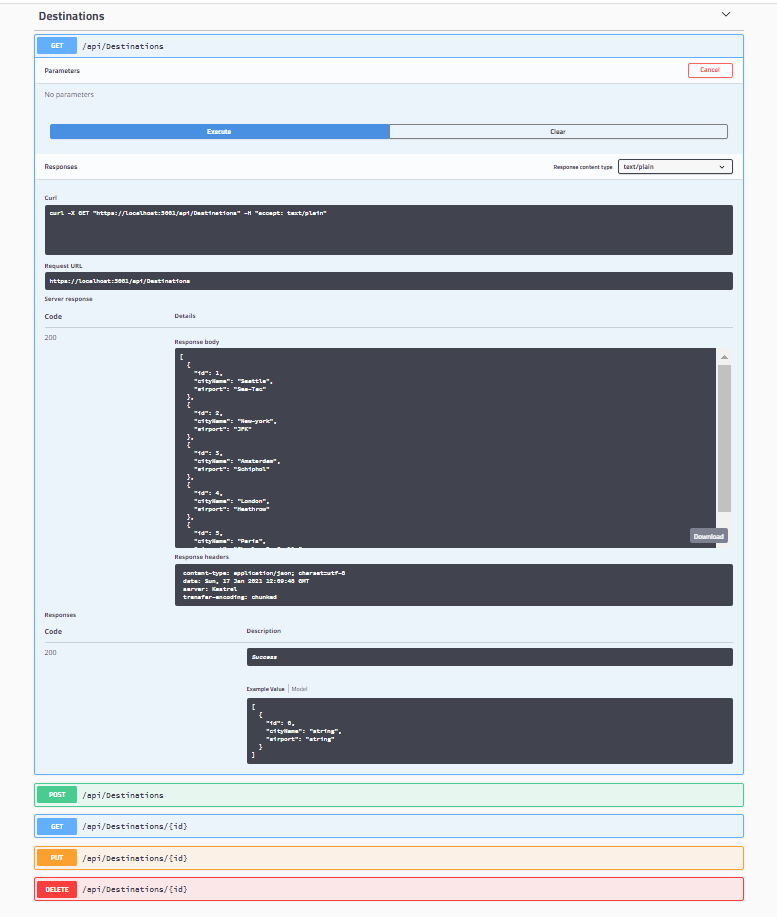 Destinations
GET /api/Destinations
Parameters Cancel
No parameters
Execute Clear
Responses Response content type text/plain
Curl
curl -X GET "https://localhost:5001/api/Destinations" -H "accept: text/plain"
Request URL
https://localhost:5001/api/Destinations
Server response
Code Details
200
Response body
[
{
"id": 1,
"cityName": "Seattle",
"airport": "Sea-Tac"
},
{
"id": 2,
"cityName": "New-york",
"airport": "JFK"
},
{
"id": 3,
"cityName": "Amsterdam",
"airport": "Schiphol"
},
{
"id": 4,
"cityName": "London",
"airport": "Heathrow"
},
{
"id": 5,
"cityName": "Paris",
Download
Response headers
content-type: application/json; charset=utf-8
date: Sun, 17 Jan 2021 12:09:48 GMT
server: Kestrel
transfer-encoding: chunked
Responses
Code Description
200
Success
Example Value Model
[
{
"id": 0,
"cityName": "string",
"airport": "string"
}
]
POST /api/Destinations
GET /api/Destinations/{id}
PUT /api/Destinations/{id}
DELETE /api/Destinations/{id}